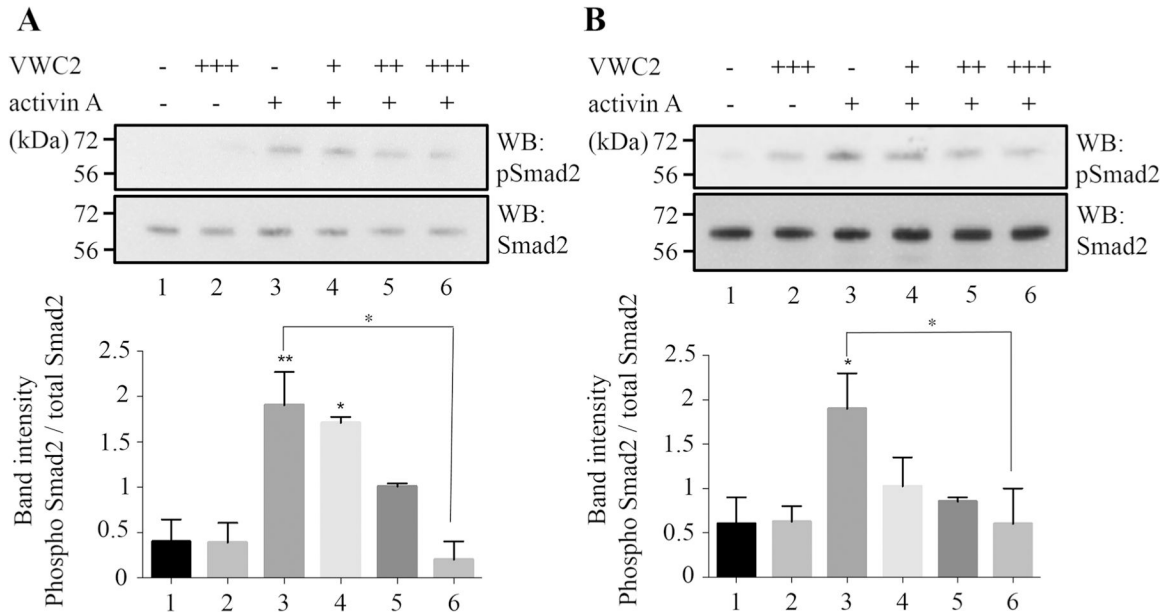 A
VWC2 - +++ - + ++ +++
activin A - - + + + +
(kDa)
72
56
WB:
pSmad2
72
56
WB:
Smad2
1 2 3 4 5 6
Band intensity
Phospho Smad2 / total Smad2
2.5
2
1.5
1
0.5
0
*
**
*
1 2 3 4 5 6
B
VWC2 - +++ - + ++ +++
activin A - - + + + +
(kDa)
72
56
WB:
pSmad2
72
56
WB:
Smad2
1 2 3 4 5 6
Band intensity
Phospho Smad2 / total Smad2
2.5
2
1.5
1
0.5
0
*
*
1 2 3 4 5 6